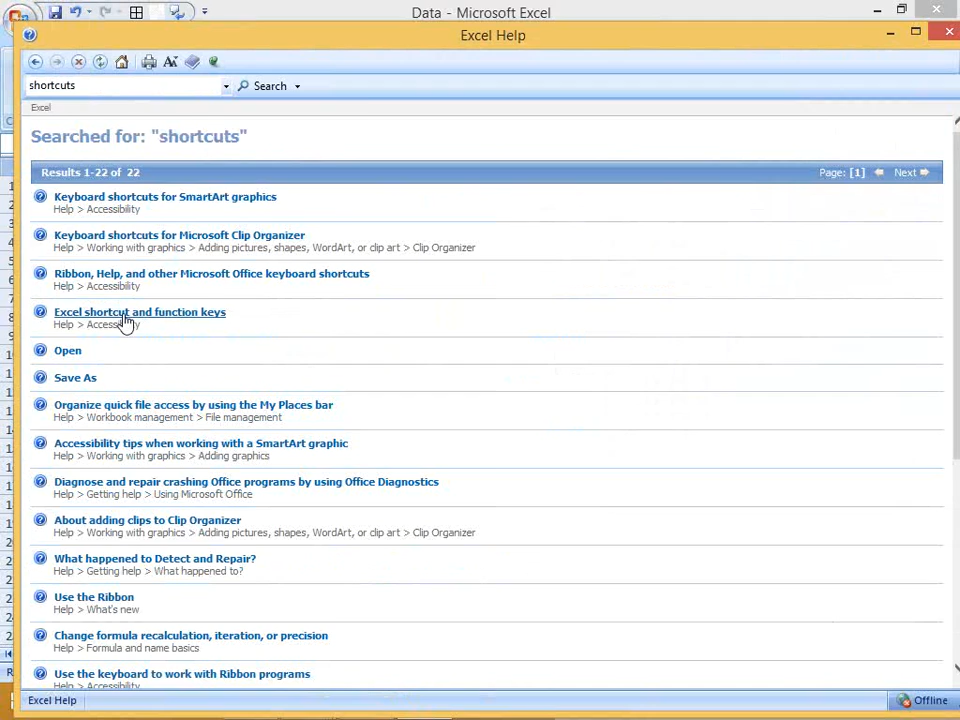 Data - Microsoft Excel
Excel Help
shortcuts
Search
Excel
Searched for: "shortcuts"
Results 1-22 of 22
Page: [1] Next
Keyboard shortcuts for SmartArt graphics
Help > Accessibility
Keyboard shortcuts for Microsoft Clip Organizer
Help > Working with graphics > Adding pictures, shapes, WordArt, or clip art > Clip Organizer
Ribbon, Help, and other Microsoft Office keyboard shortcuts
Help > Accessibility
Excel shortcut and function keys
Help > Accessibility
Open
Save As
Organize quick file access by using the My Places bar
Help > Workbook management > File management
Accessibility tips when working with a SmartArt graphic
Help > Working with graphics > Adding graphics
Diagnose and repair crashing Office programs by using Office Diagnostics
Help > Getting help > Using Microsoft Office
About adding clips to Clip Organizer
Help > Working with graphics > Adding pictures, shapes, WordArt, or clip art > Clip Organizer
What happened to Detect and Repair?
Help > Getting help > What happened to?
Use the Ribbon
Help > What's new
Change formula recalculation, iteration, or precision
Help > Formula and name basics
Use the keyboard to work with Ribbon programs
Help > Accessibility
Excel Help
Offline